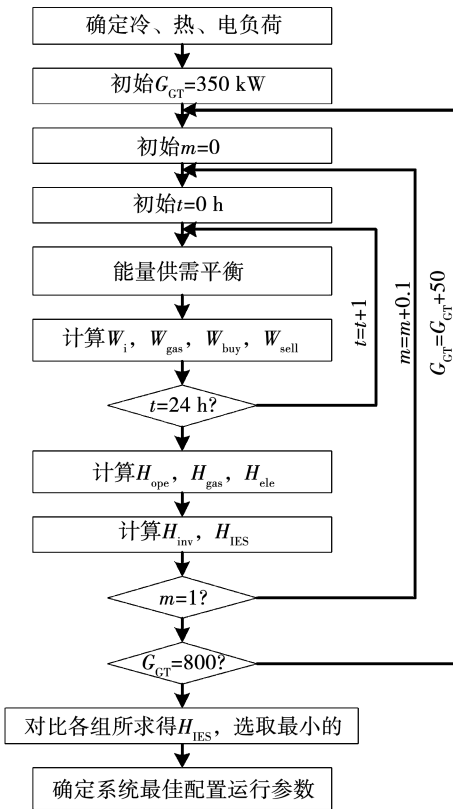 确定冷、热、电负荷
初始G_GT=350 kW
初始m=0
初始t=0 h
能量供需平衡
计算W_i，W_gas，W_buy，W_sell
t=24 h?
t=t+1
m=m+0.1
G_GT=G_GT+50
计算H_ope，H_gas，H_ele
计算H_inv，H_IES
m=1?
G_GT=800?
对比各组所求得H_IES，选取最小的
确定系统最佳配置运行参数